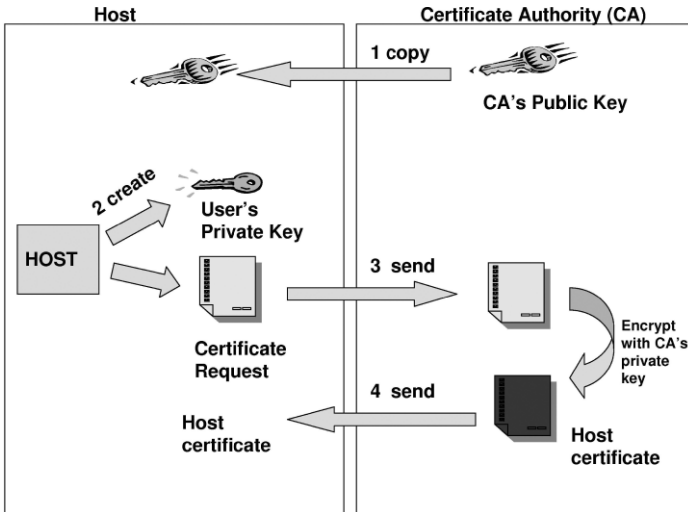 Host
Certificate Authority (CA)
1 copy
CA's Public Key
2 create
User's
Private Key
HOST
3 send
Certificate
Request
Encrypt
with CA's
private
key
4 send
Host
certificate
Host
certificate